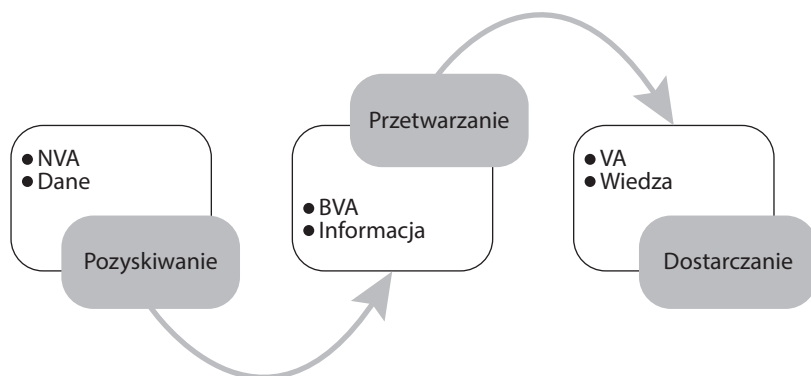 ● NVA
● Dane
Pozyskiwanie
Przetwarzanie
● BVA
● Informacja
● VA
● Wiedza
Dostarczanie